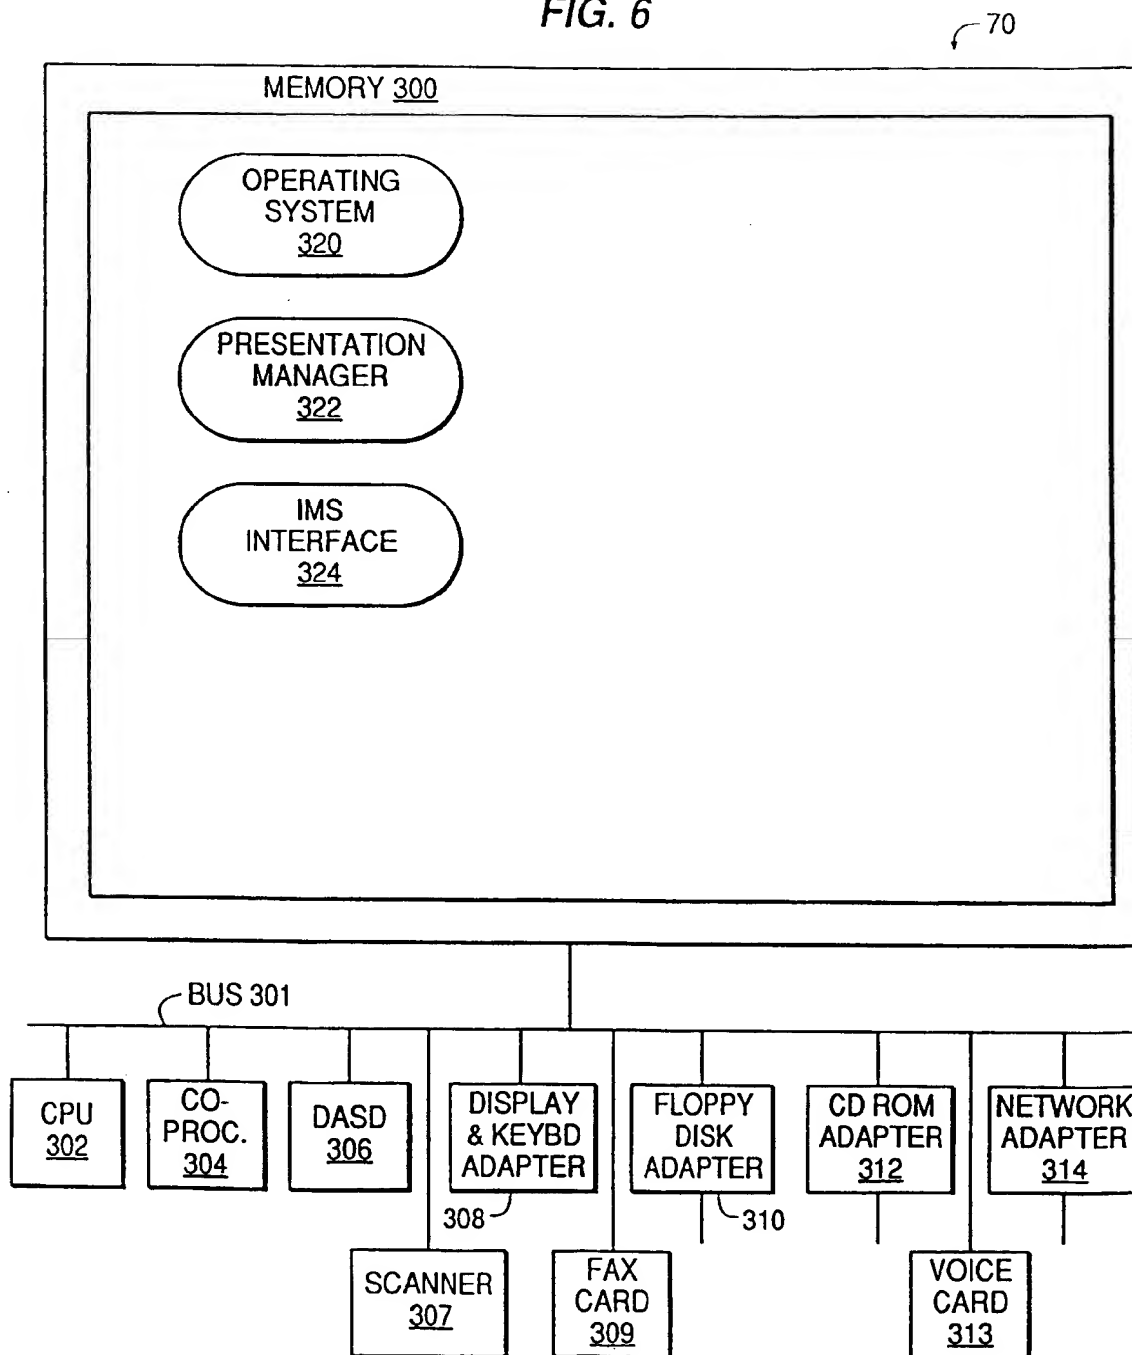 FIG. 6
70
MEMORY 300
OPERATING
SYSTEM
320
PRESENTATION
MANAGER
322
IMS
INTERFACE
324
BUS 301
CPU
302
CO-
PROC.
304
DASD
306
DISPLAY
& KEYBD
ADAPTER
308
FLOPPY
DISK
ADAPTER
310
CD ROM
ADAPTER
312
NETWORK
ADAPTER
314
SCANNER
307
FAX
CARD
309
VOICE
CARD
313